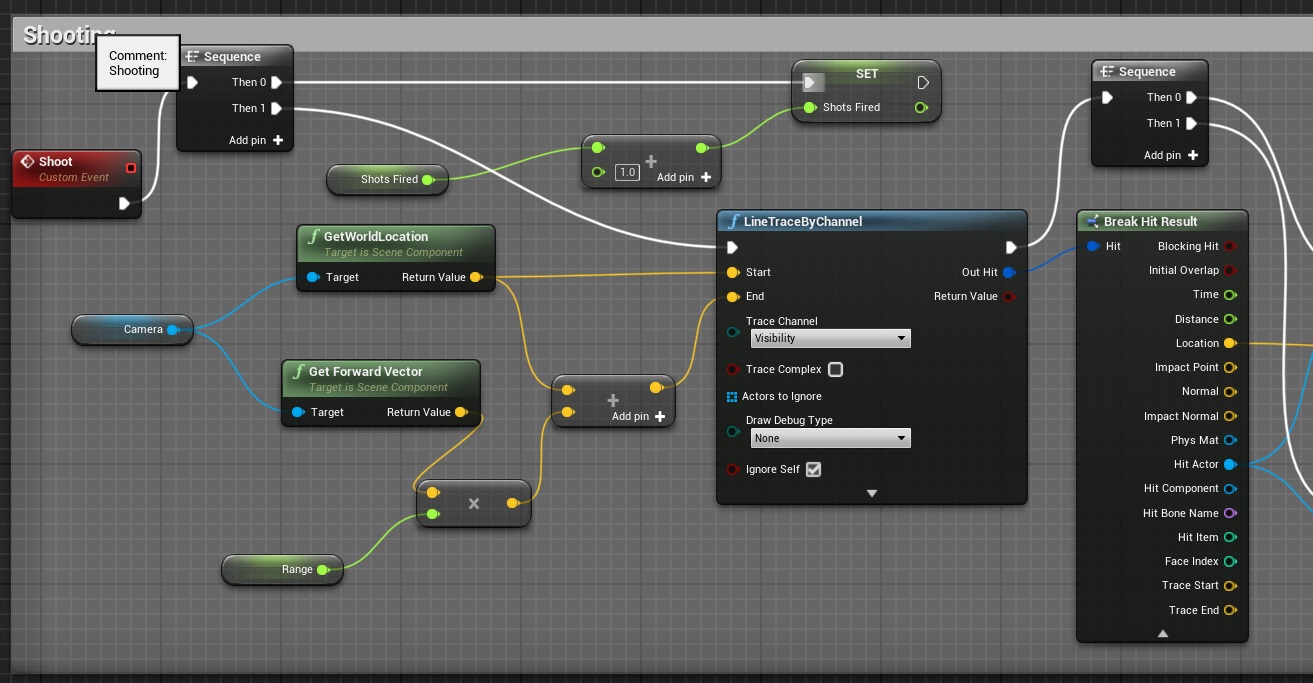 Shooting
Comment:
Shooting
Sequence
Then 0
Then 1
Add pin
Shoot
Custom Event
Shots Fired
1.0
Add pin
SET
Shots Fired
Sequence
Then 0
Then 1
Add pin
GetWorldLocation
Target is Scene Component
Target Return Value
Camera
Get Forward Vector
Target is Scene Component
Target Return Value
Add pin
Range
LineTraceByChannel
Start Out Hit
End Return Value
Trace Channel
Visibility
Trace Complex
Actors to Ignore
Draw Debug Type
None
Ignore Self
Break Hit Result
Hit Blocking Hit
Initial Overlap
Time
Distance
Location
Impact Point
Normal
Impact Normal
Phys Mat
Hit Actor
Hit Component
Hit Bone Name
Hit Item
Face Index
Trace Start
Trace End